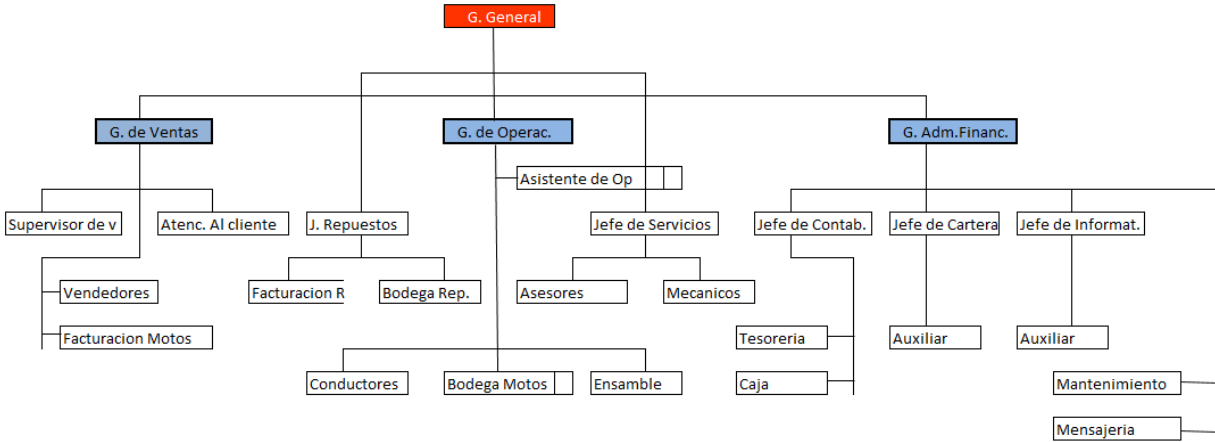 G. General
G. de Ventas
G. de Operac.
G. Adm.Financ.
Asistente de Op
Supervisor de v
Atenc. Al cliente
J. Repuestos
Jefe de Servicios
Jefe de Contab.
Jefe de Cartera
Jefe de Informat.
Vendedores
Facturacion R
Bodega Rep.
Asesores
Mecanicos
Facturacion Motos
Tesoreria
Auxiliar
Auxiliar
Conductores
Bodega Motos
Ensamble
Caja
Mantenimiento
Mensajeria